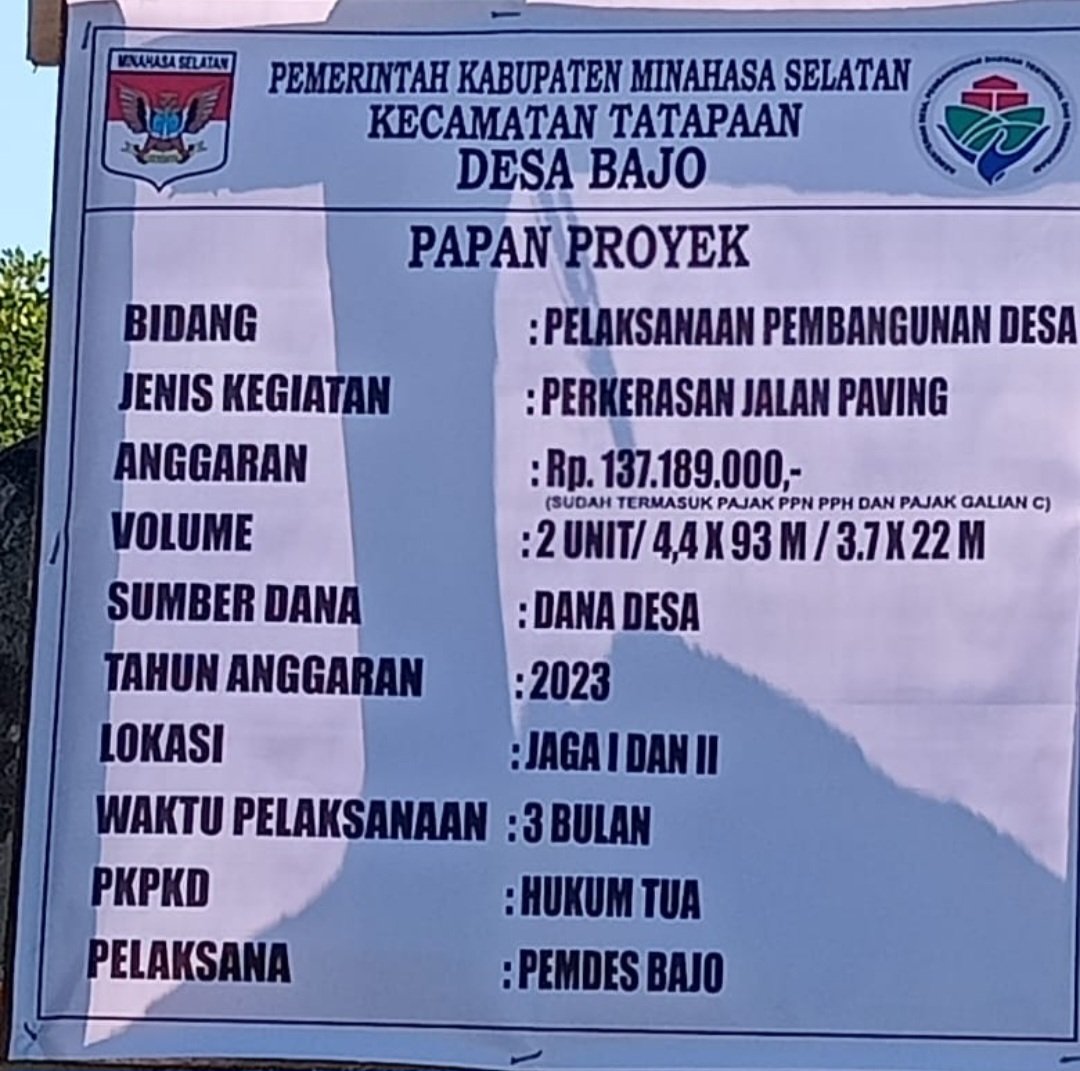 MINAHASA SELATAN
PEMERINTAH KABUPATEN MINAHASA SELATAN
KECAMATAN TATAPAAN
DESA BAJO
PAPAN PROYEK
BIDANG : PELAKSANAAN PEMBANGUNAN DESA
JENIS KEGIATAN : PERKERASAN JALAN PAVING
ANGGARAN : Rp. 137.189.000,-
(SUDAH TERMASUK PAJAK PPN PPH DAN PAJAK GALIAN C)
VOLUME : 2 UNIT/ 4,4 X 93 M / 3.7 X 22 M
SUMBER DANA : DANA DESA
TAHUN ANGGARAN : 2023
LOKASI : JAGA I DAN II
WAKTU PELAKSANAAN : 3 BULAN
PKPKD : HUKUM TUA
PELAKSANA : PEMDES BAJO